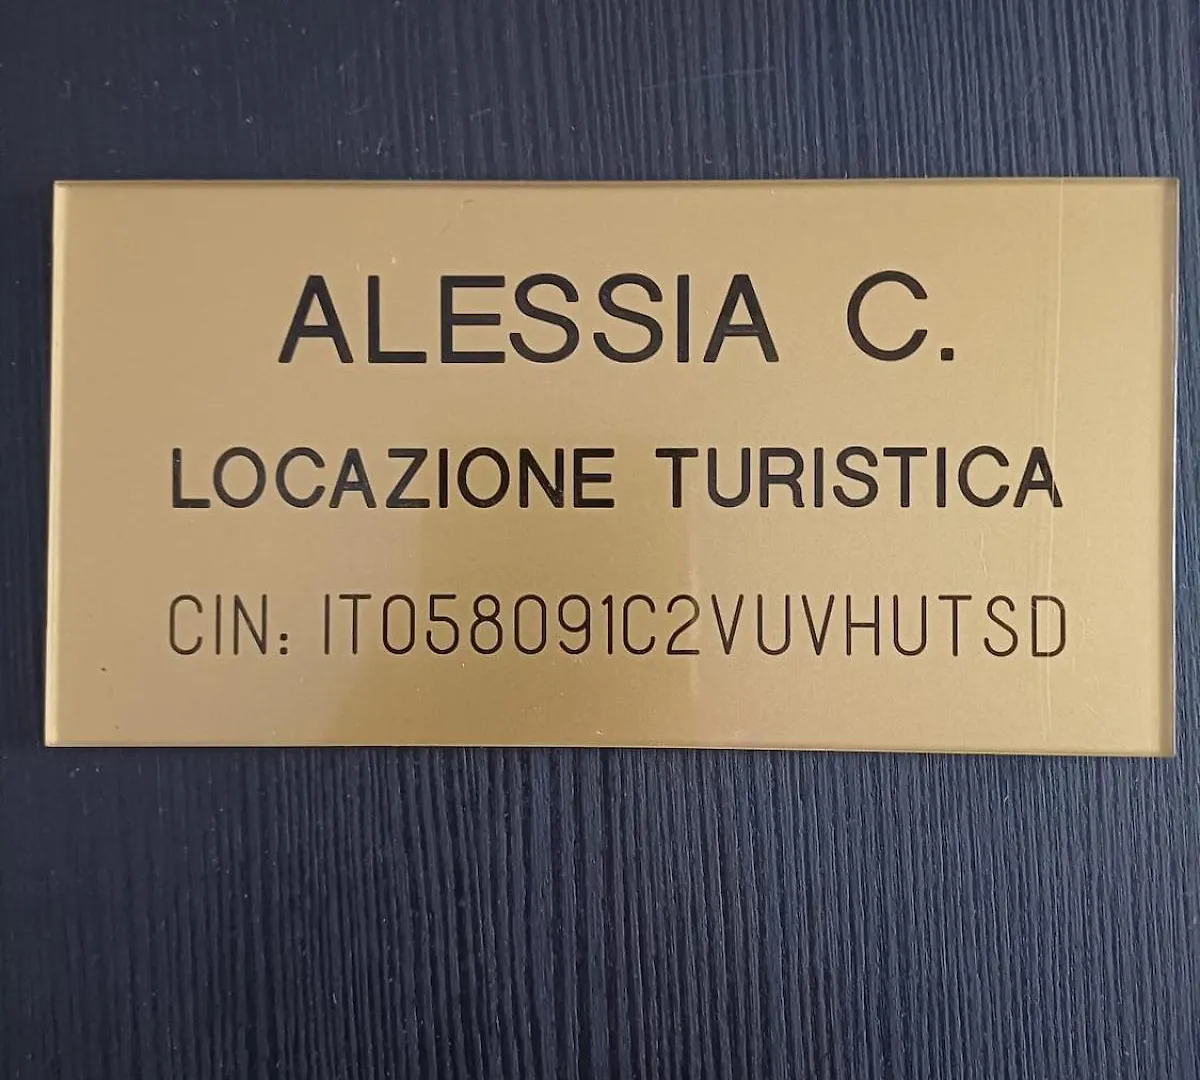 ALESSIA C.
LOCAZIONE TURISTICA
CIN: IT058091C2VUVHUTSD